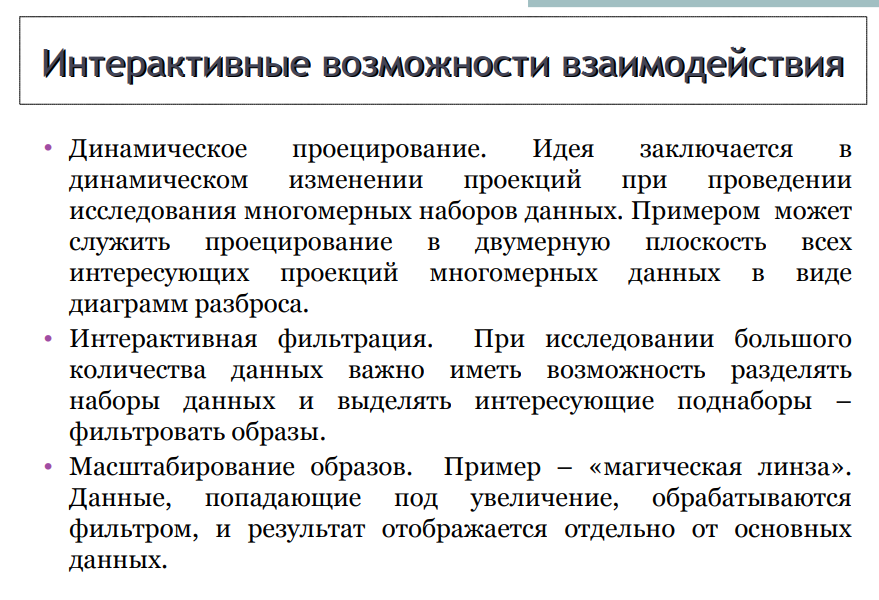 Интерактивные возможности взаимодействия
• Динамическое проецирование. Идея заключается в
динамическом изменении проекций при проведении
исследования многомерных наборов данных. Примером может
служить проецирование в двумерную плоскость всех
интересующих проекций многомерных данных в виде
диаграмм разброса.
• Интерактивная фильтрация. При исследовании большого
количества данных важно иметь возможность разделять
наборы данных и выделять интересующие поднаборы –
фильтровать образы.
• Масштабирование образов. Пример – «магическая линза».
Данные, попадающие под увеличение, обрабатываются
фильтром, и результат отображается отдельно от основных
данных.